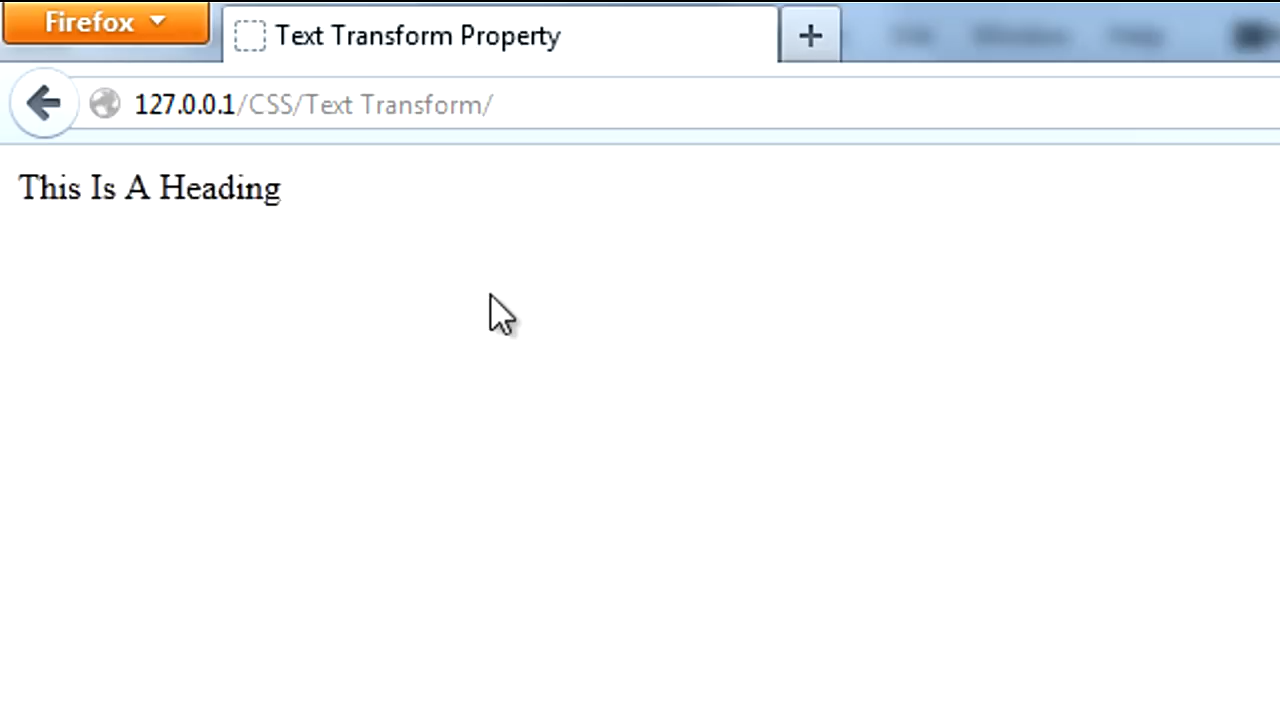 Firefox
Text Transform Property
127.0.0.1/CSS/Text Transform/
This Is A Heading